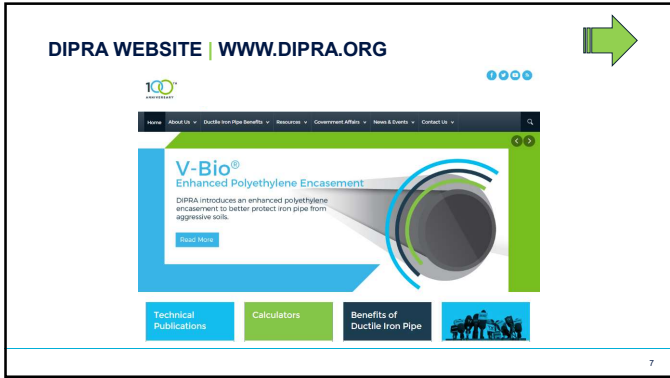 DIPRA WEBSITE | WWW.DIPRA.ORG
100™
ANNIVERSARY
Home About Us Ductile Iron Pipe Benefits Resources Government Affairs News & Events Contact Us
V-Bio®
Enhanced Polyethylene Encasement
DIPRA introduces an enhanced polyethylene
encasement to better protect iron pipe from
aggressive soils.
Read More
Technical
Publications
Calculators
Benefits of
Ductile Iron Pipe
7